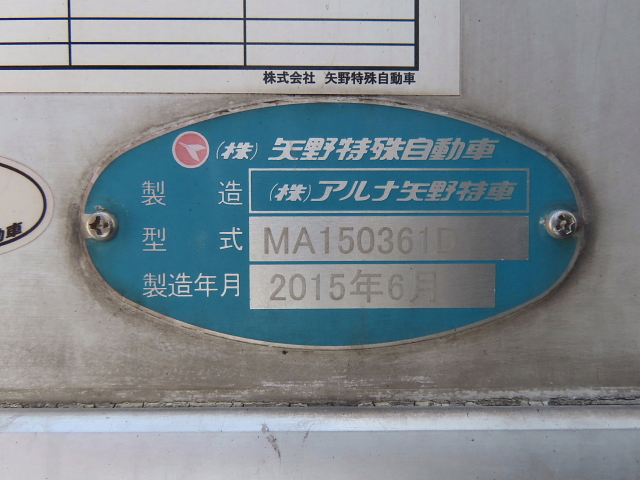 株式会社 矢野特殊自動車
(株) 矢野特殊自動車
製造 (株) アルナ矢野特車
型式 MA150361D
製造年月 2015年6月
動車